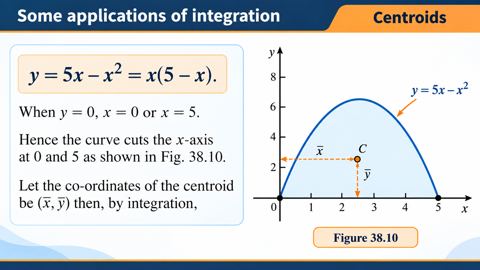 Some applications of integration
Centroids
y = 5x – x² = x(5 – x).
When y = 0, x = 0 or x = 5.
Hence the curve cuts the x-axis
at 0 and 5 as shown in Fig. 38.10.
Let the co-ordinates of the centroid
be (x̅, y̅) then, by integration,
y
8
6
4
2
0
1
2
3
4
5
x
y = 5x – x²
C
x̅
y̅
Figure 38.10